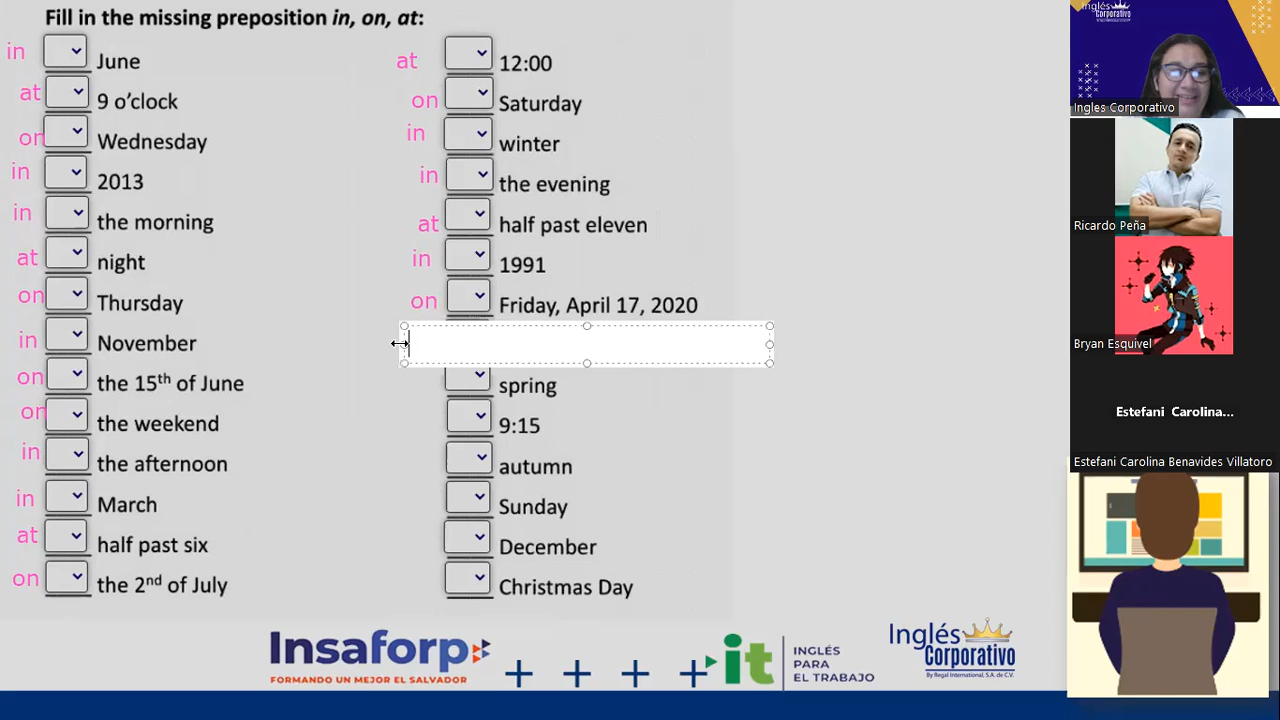 Fill in the missing preposition in, on, at:
in June
at 9 o'clock
on Wednesday
in 2013
in the morning
at night
on Thursday
in November
on the 15th of June
on the weekend
in the afternoon
in March
at half past six
on the 2nd of July
at 12:00
on Saturday
in winter
in the evening
at half past eleven
in 1991
on Friday, April 17, 2020
spring
9:15
autumn
Sunday
December
Christmas Day
Insaforp
FORMANDO UN MEJOR EL SALVADOR
it
INGLÉS
PARA
EL TRABAJO
Inglés
Corporativo
By Regal International, S.A. de C.V.
Inglés
Corporativo
Ingles Corporativo
Ricardo Peña
Bryan Esquivel
Estefani Carolina...
Estefani Carolina Benavides Villatoro